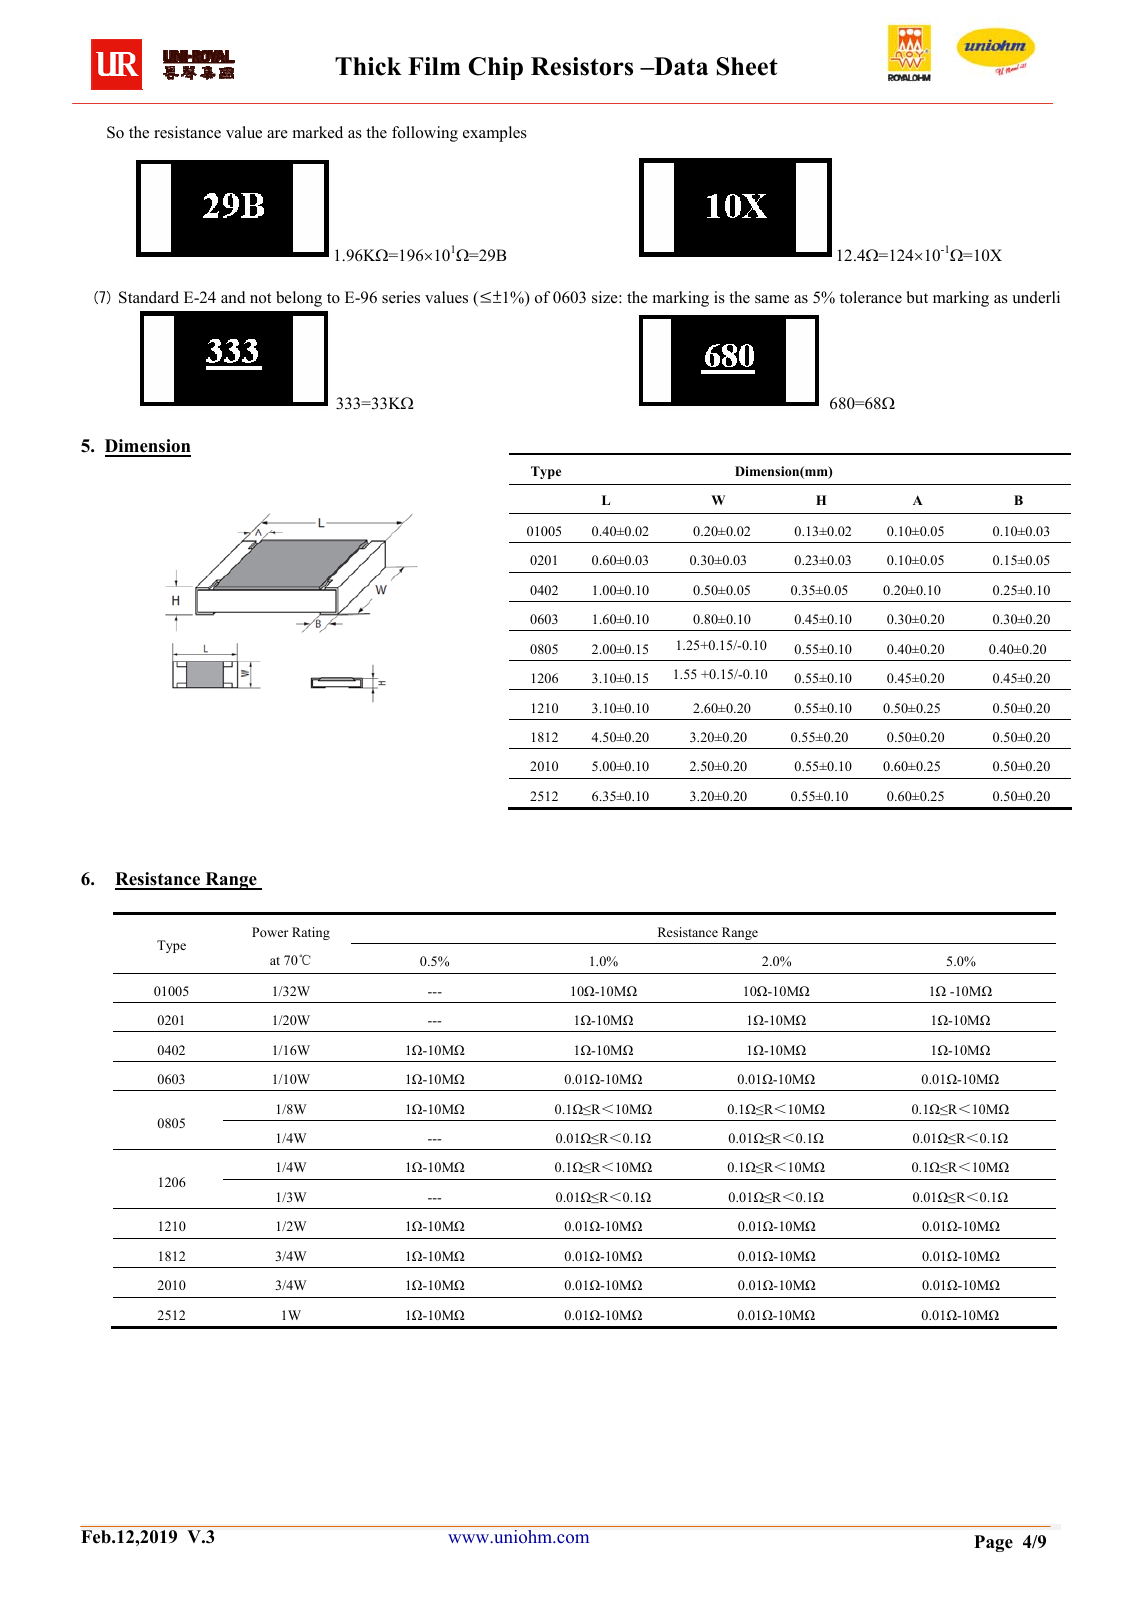 UR
UNI-ROYAL
Thick Film Chip Resistors –Data Sheet
ROYALOHM
uniohm
So the resistance value are marked as the following examples
29B
1.96KΩ=196×10¹Ω=29B
10X
12.4Ω=124×10⁻¹Ω=10X
(7) Standard E-24 and not belong to E-96 series values (≤±1%) of 0603 size: the marking is the same as 5% tolerance but marking as underli
333
333=33KΩ
680
680=68Ω
5. Dimension
L
A
W
H
B
L
W
H
Type Dimension(mm)
L W H A B
01005 0.40±0.02 0.20±0.02 0.13±0.02 0.10±0.05 0.10±0.03
0201 0.60±0.03 0.30±0.03 0.23±0.03 0.10±0.05 0.15±0.05
0402 1.00±0.10 0.50±0.05 0.35±0.05 0.20±0.10 0.25±0.10
0603 1.60±0.10 0.80±0.10 0.45±0.10 0.30±0.20 0.30±0.20
0805 2.00±0.15 1.25+0.15/-0.10 0.55±0.10 0.40±0.20 0.40±0.20
1206 3.10±0.15 1.55 +0.15/-0.10 0.55±0.10 0.45±0.20 0.45±0.20
1210 3.10±0.10 2.60±0.20 0.55±0.10 0.50±0.25 0.50±0.20
1812 4.50±0.20 3.20±0.20 0.55±0.20 0.50±0.20 0.50±0.20
2010 5.00±0.10 2.50±0.20 0.55±0.10 0.60±0.25 0.50±0.20
2512 6.35±0.10 3.20±0.20 0.55±0.10 0.60±0.25 0.50±0.20
6. Resistance Range
Type Power Rating Resistance Range
at 70℃ 0.5% 1.0% 2.0% 5.0%
01005 1/32W --- 10Ω-10MΩ 10Ω-10MΩ 1Ω -10MΩ
0201 1/20W --- 1Ω-10MΩ 1Ω-10MΩ 1Ω-10MΩ
0402 1/16W 1Ω-10MΩ 1Ω-10MΩ 1Ω-10MΩ 1Ω-10MΩ
0603 1/10W 1Ω-10MΩ 0.01Ω-10MΩ 0.01Ω-10MΩ 0.01Ω-10MΩ
0805 1/8W 1Ω-10MΩ 0.1Ω≤R＜10MΩ 0.1Ω≤R＜10MΩ 0.1Ω≤R＜10MΩ
1/4W --- 0.01Ω≤R＜0.1Ω 0.01Ω≤R＜0.1Ω 0.01Ω≤R＜0.1Ω
1206 1/4W 1Ω-10MΩ 0.1Ω≤R＜10MΩ 0.1Ω≤R＜10MΩ 0.1Ω≤R＜10MΩ
1/3W --- 0.01Ω≤R＜0.1Ω 0.01Ω≤R＜0.1Ω 0.01Ω≤R＜0.1Ω
1210 1/2W 1Ω-10MΩ 0.01Ω-10MΩ 0.01Ω-10MΩ 0.01Ω-10MΩ
1812 3/4W 1Ω-10MΩ 0.01Ω-10MΩ 0.01Ω-10MΩ 0.01Ω-10MΩ
2010 3/4W 1Ω-10MΩ 0.01Ω-10MΩ 0.01Ω-10MΩ 0.01Ω-10MΩ
2512 1W 1Ω-10MΩ 0.01Ω-10MΩ 0.01Ω-10MΩ 0.01Ω-10MΩ
Feb.12,2019 V.3 www.uniohm.com Page 4/9